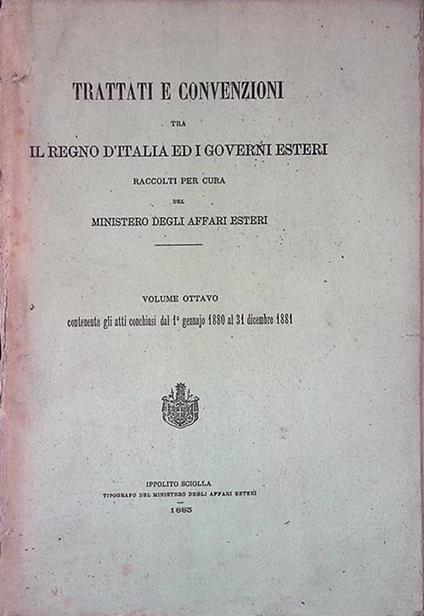 TRATTATI E CONVENZIONI
TRA
IL REGNO D'ITALIA ED I GOVERNI ESTERI
RACCOLTI PER CURA
DEL
MINISTERO DEGLI AFFARI ESTERI
VOLUME OTTAVO
contenente gli atti conchiusi dal 1° gennajo 1880 al 31 dicembre 1881
IPPOLITO SCIOLLA
TIPOGRAFO DEL MINISTERO DEGLI AFFARI ESTERI
1883